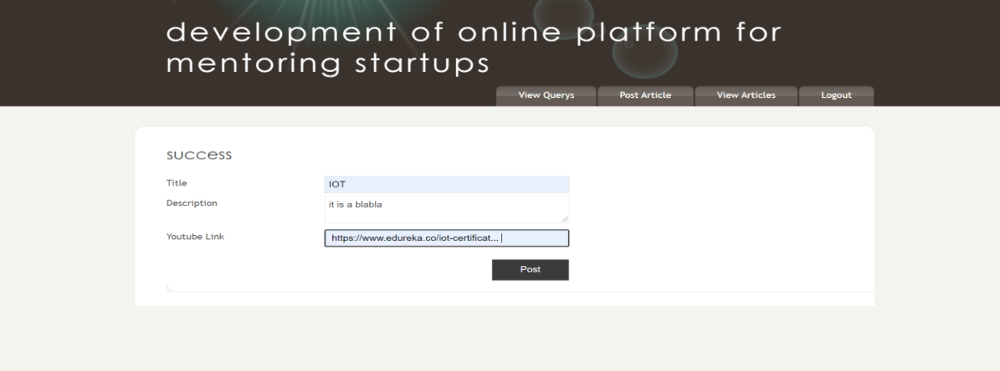 development of online platform for
mentoring startups
View Querys Post Article View Articles Logout
success
Title IOT
Description it is a blabla
Youtube Link https://www.edureka.co/iot-certificat...
Post